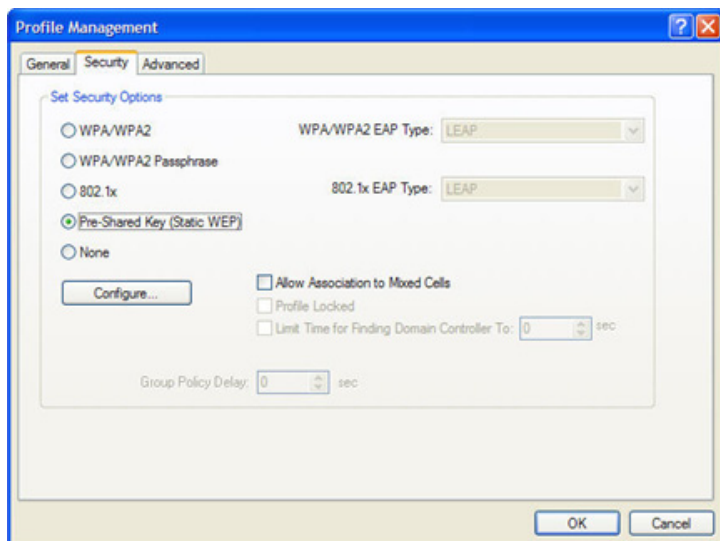 Profile Management
General Security Advanced
Set Security Options
WPA/WPA2 WPA/WPA2 EAP Type: LEAP
WPA/WPA2 Passphrase
802.1x 802.1x EAP Type: LEAP
Pre-Shared Key (Static WEP)
None
Configure... Allow Association to Mixed Cells
Profile Locked
Limit Time for Finding Domain Controller To: 0 sec
Group Policy Delay: 0 sec
OK Cancel